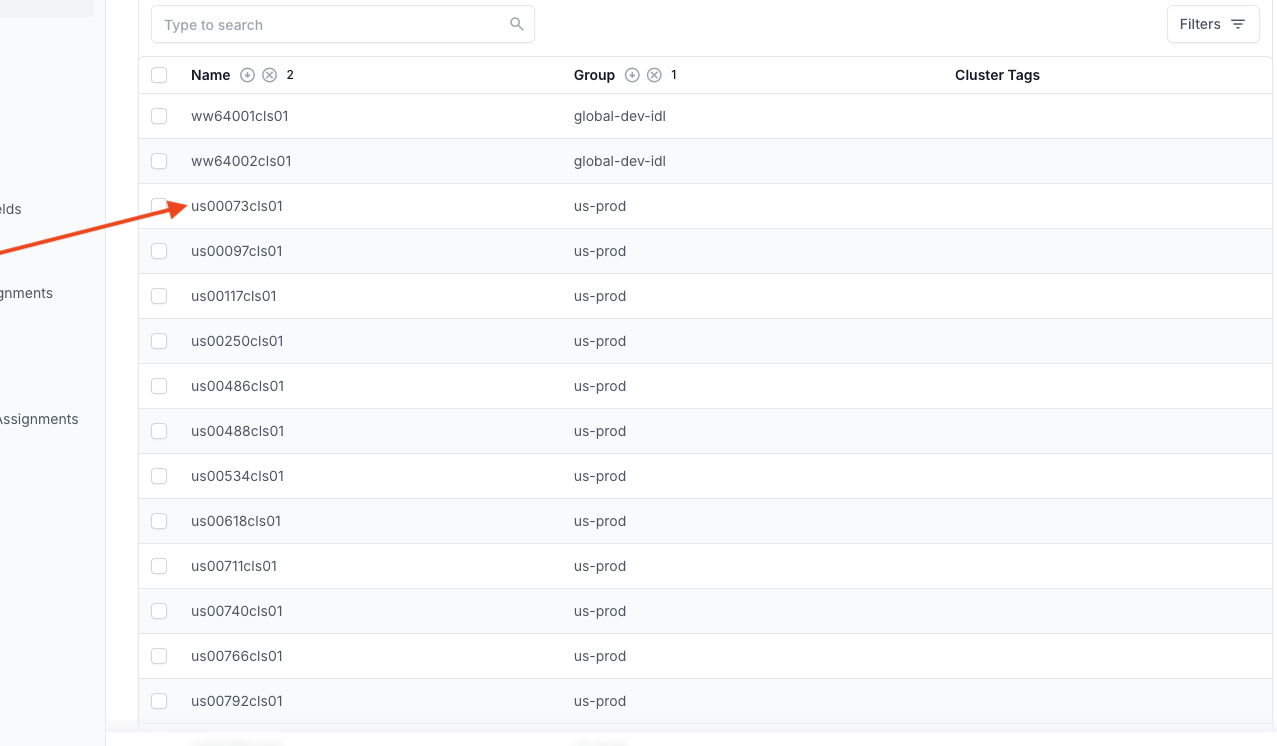 Type to search
Filters
Name 2 Group 1 Cluster Tags
ww64001cls01 global-dev-idl
ww64002cls01 global-dev-idl
us00073cls01 us-prod
elds
us00097cls01 us-prod
gnments
us00117cls01 us-prod
us00250cls01 us-prod
us00486cls01 us-prod
Assignments
us00488cls01 us-prod
us00534cls01 us-prod
us00618cls01 us-prod
us00711cls01 us-prod
us00740cls01 us-prod
us00766cls01 us-prod
us00792cls01 us-prod